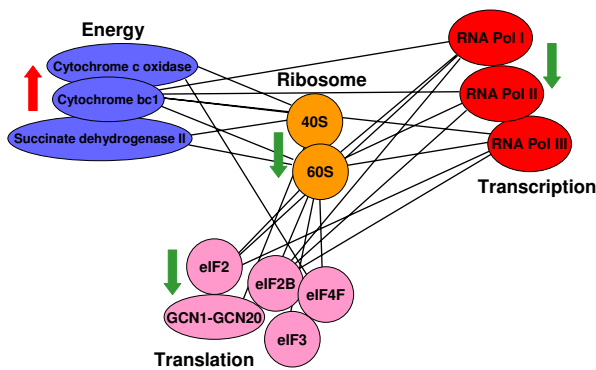 Energy
Cytochrome c oxidase
Cytochrome bc1
Succinate dehydrogenase II
Ribosome
40S
60S
RNA Pol I
RNA Pol II
RNA Pol III
Transcription
eIF2
eIF2B
eIF4F
GCN1-GCN20
eIF3
Translation